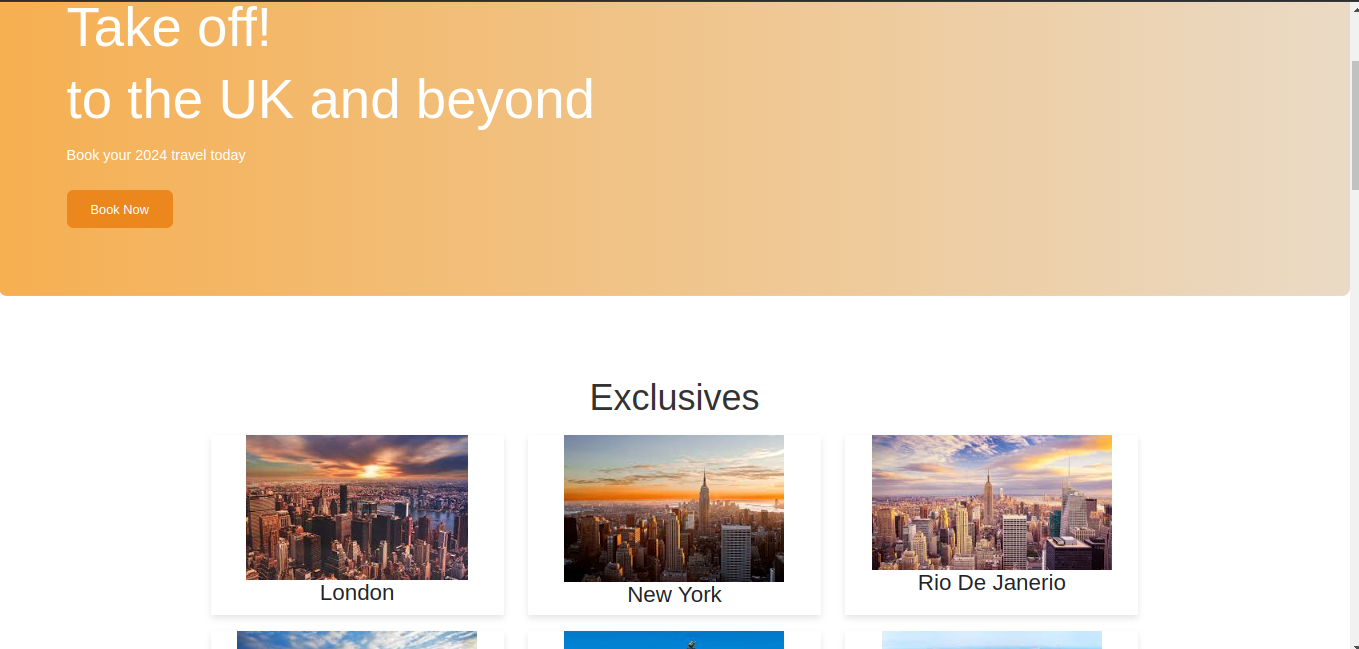 Take off!
to the UK and beyond
Book your 2024 travel today
Book Now
Exclusives
London
New York
Rio De Janerio